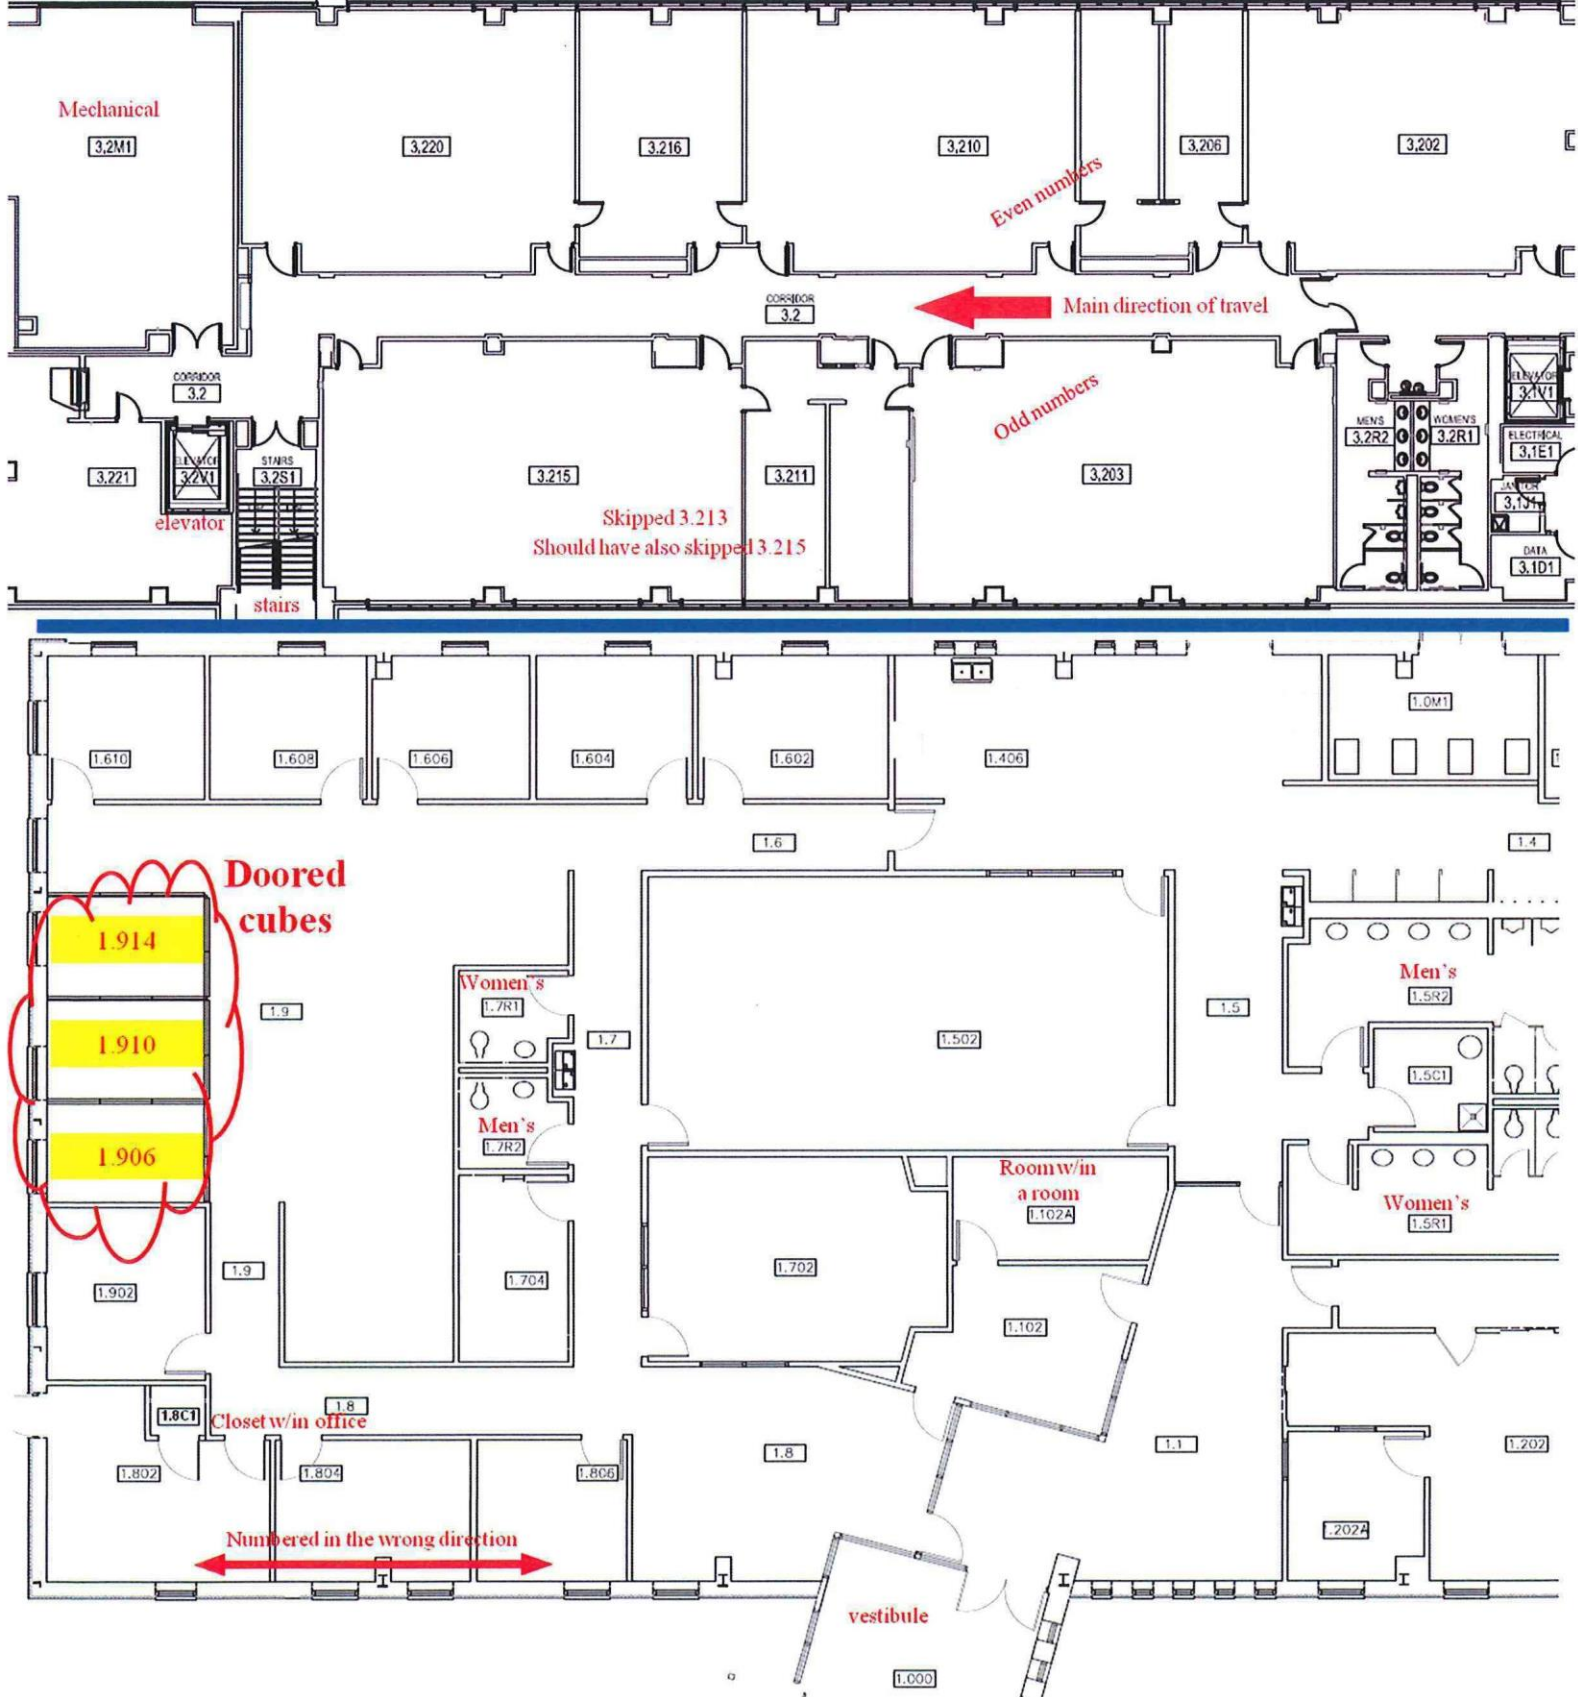 Mechanical
3,2M1
3,220
3.216
3,210
3,206
3,202
Even numbers
CORRIDOR
3.2
Main direction of travel
CORRIDOR
3.2
Odd numbers
ELEVATOR
3.1V1
MEN'S
3.2R2
WOMEN'S
3.2R1
ELECTRICAL
3,1E1
3.221
ELEVATOR
3.2V1
STAIRS
3.2S1
3.215
3.211
3,203
JANITOR
3,1J1
elevator
Skipped 3.213
Should have also skipped 3.215
DATA
3.1D1
stairs
1.0M1
1.610
1.608
1.606
1.604
1.602
1.406
1.6
1.4
Doored
cubes
1.914
1.9
1.910
1.906
Women's
1.7R1
1.7
Men's
1.7R2
1.502
1.5
Men's
1.5R2
1.5C1
Room w/in
a room
1.102A
Women's
1.5R1
1.902
1.9
1.704
1.702
1.102
1.8C1
Closet w/in office
1.8
1.8
1.1
1.202
1.802
1.804
1.806
Numbered in the wrong direction
1.202A
vestibule
1.000